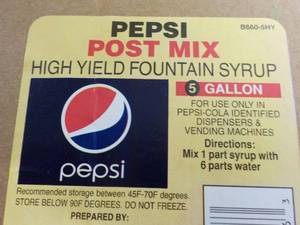 B660-5HY
PEPSI
POST MIX
HIGH YIELD FOUNTAIN SYRUP
5 GALLON
FOR USE ONLY IN
PEPSI-COLA IDENTIFIED
DISPENSERS &
VENDING MACHINES
Directions:
Mix 1 part syrup with
6 parts water
pepsi
Recommended storage between 45F-70F degrees.
STORE BELOW 90F DEGREES. DO NOT FREEZE.
PREPARED BY:
53